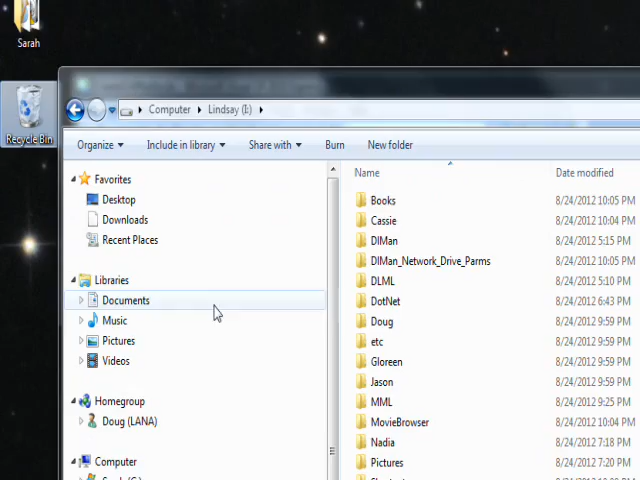 Sarah
Recycle Bin
Computer Lindsay (I:)
Organize Include in library Share with Burn New folder
Favorites
Desktop
Downloads
Recent Places
Libraries
Documents
Music
Pictures
Videos
Homegroup
Doug (LANA)
Computer
Name Date modified
Books 8/24/2012 10:05 PM
Cassie 8/24/2012 10:04 PM
DIMan 8/24/2012 5:15 PM
DIMan_Network_Drive_Parms 8/24/2012 10:05 PM
DLML 8/24/2012 5:10 PM
DotNet 8/24/2012 6:43 PM
Doug 8/24/2012 9:59 PM
etc 8/24/2012 9:59 PM
Gloreen 8/24/2012 9:59 PM
Jason 8/24/2012 9:59 PM
MML 8/24/2012 9:25 PM
MovieBrowser 8/24/2012 10:04 PM
Nadia 8/24/2012 7:18 PM
Pictures 8/24/2012 7:20 PM